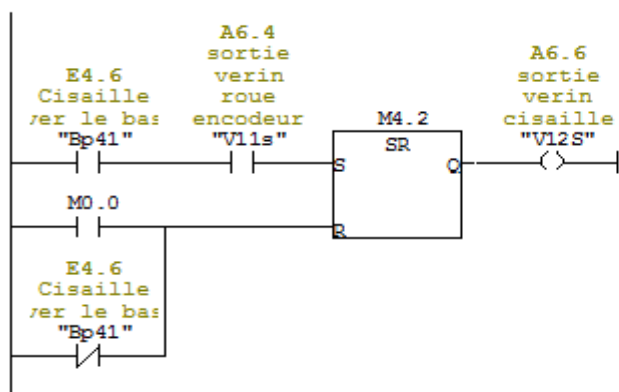 E4.6
Cisaille
ver le bas
"Bp41"
A6.4
sortie
verin
roue
encodeur
"V11s"
M4.2
SR
S
Q
R
A6.6
sortie
verin
cisaille
"V12S"
M0.0
E4.6
Cisaille
ver le bas
"Bp41"